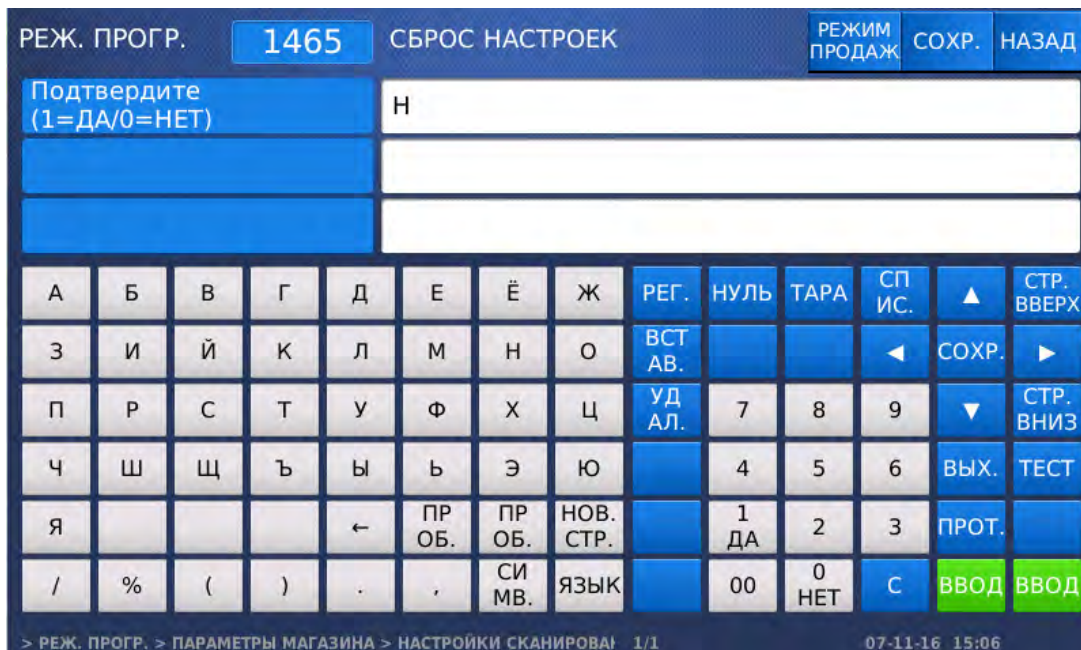 РЕЖ. ПРОГР. 1465 СБРОС НАСТРОЕК РЕЖИМ ПРОДАЖ СОХР. НАЗАД
Подтвердите
(1=ДА/0=НЕТ) Н
А Б В Г Д Е Ё Ж РЕГ. НУЛЬ ТАРА СП ИС. ▲ СТР. ВВЕРХ
З И Й К Л М Н О ВСТ АВ. ◀ СОХР. ▶
П Р С Т У Ф Х Ц УД АЛ. 7 8 9 ▼ СТР. ВНИЗ
Ч Ш Щ Ъ Ы Ь Э Ю 4 5 6 ВЫХ. ТЕСТ
Я ← ПР ОБ. ПР ОБ. НОВ. СТР. 1 ДА 2 3 ПРОТ.
/ % ( ) . , СИ МВ. ЯЗЫК 00 0 НЕТ С ВВОД ВВОД
> РЕЖ. ПРОГР. > ПАРАМЕТРЫ МАГАЗИНА > НАСТРОЙКИ СКАНИРОВАН 1/1 07-11-16 15:06